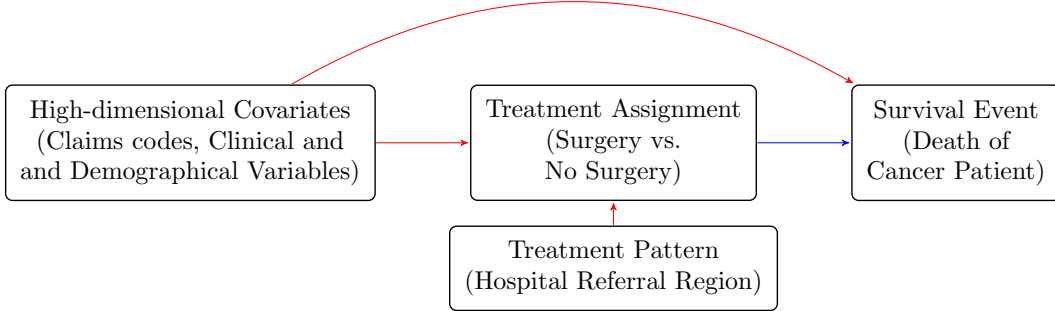 High-dimensional Covariates
(Claims codes, Clinical and
and Demographical Variables)
Treatment Assignment
(Surgery vs.
No Surgery)
Survival Event
(Death of
Cancer Patient)
Treatment Pattern
(Hospital Referral Region)